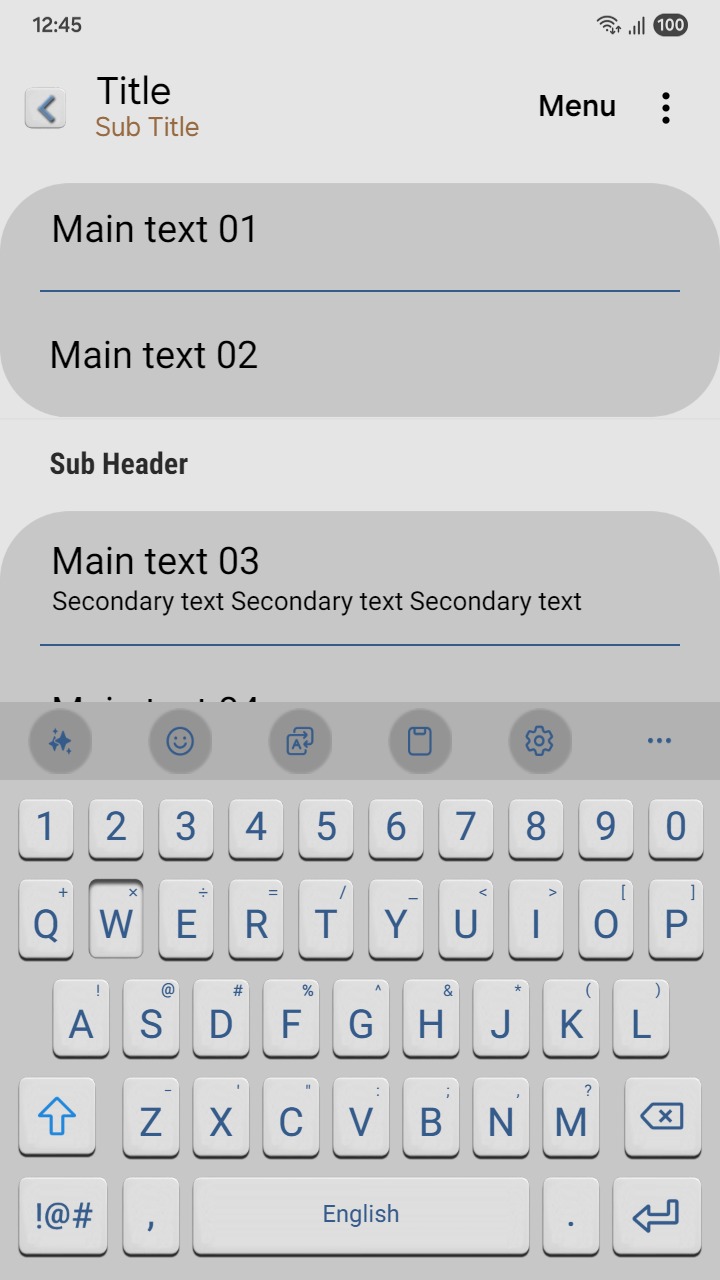 12:45 100
Title
Sub Title
Menu
Main text 01
Main text 02
Sub Header
Main text 03
Secondary text Secondary text Secondary text
1 2 3 4 5 6 7 8 9 0
+ × ÷ = / _ < > [ ]
Q W E R T Y U I O P
! @ # % ^ & * ( )
A S D F G H J K L
- ' " : ; , ?
Z X C V B N M
!@# , English .